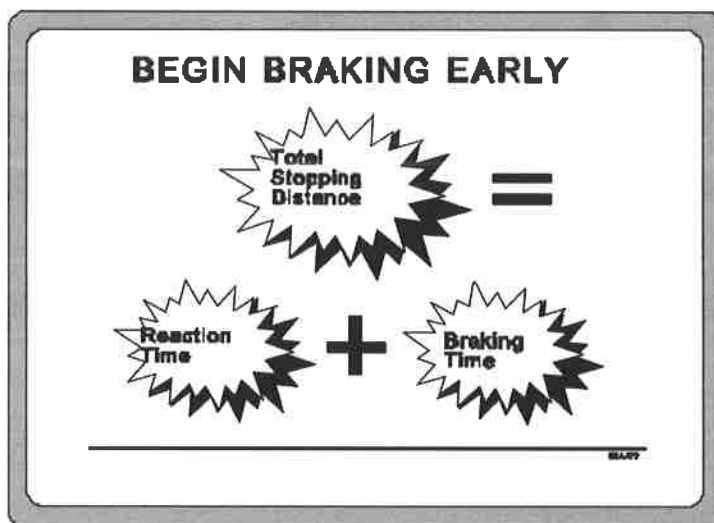 BEGIN BRAKING EARLY
Total
Stopping
Distance
=
Reaction
Time
+
Braking
Time